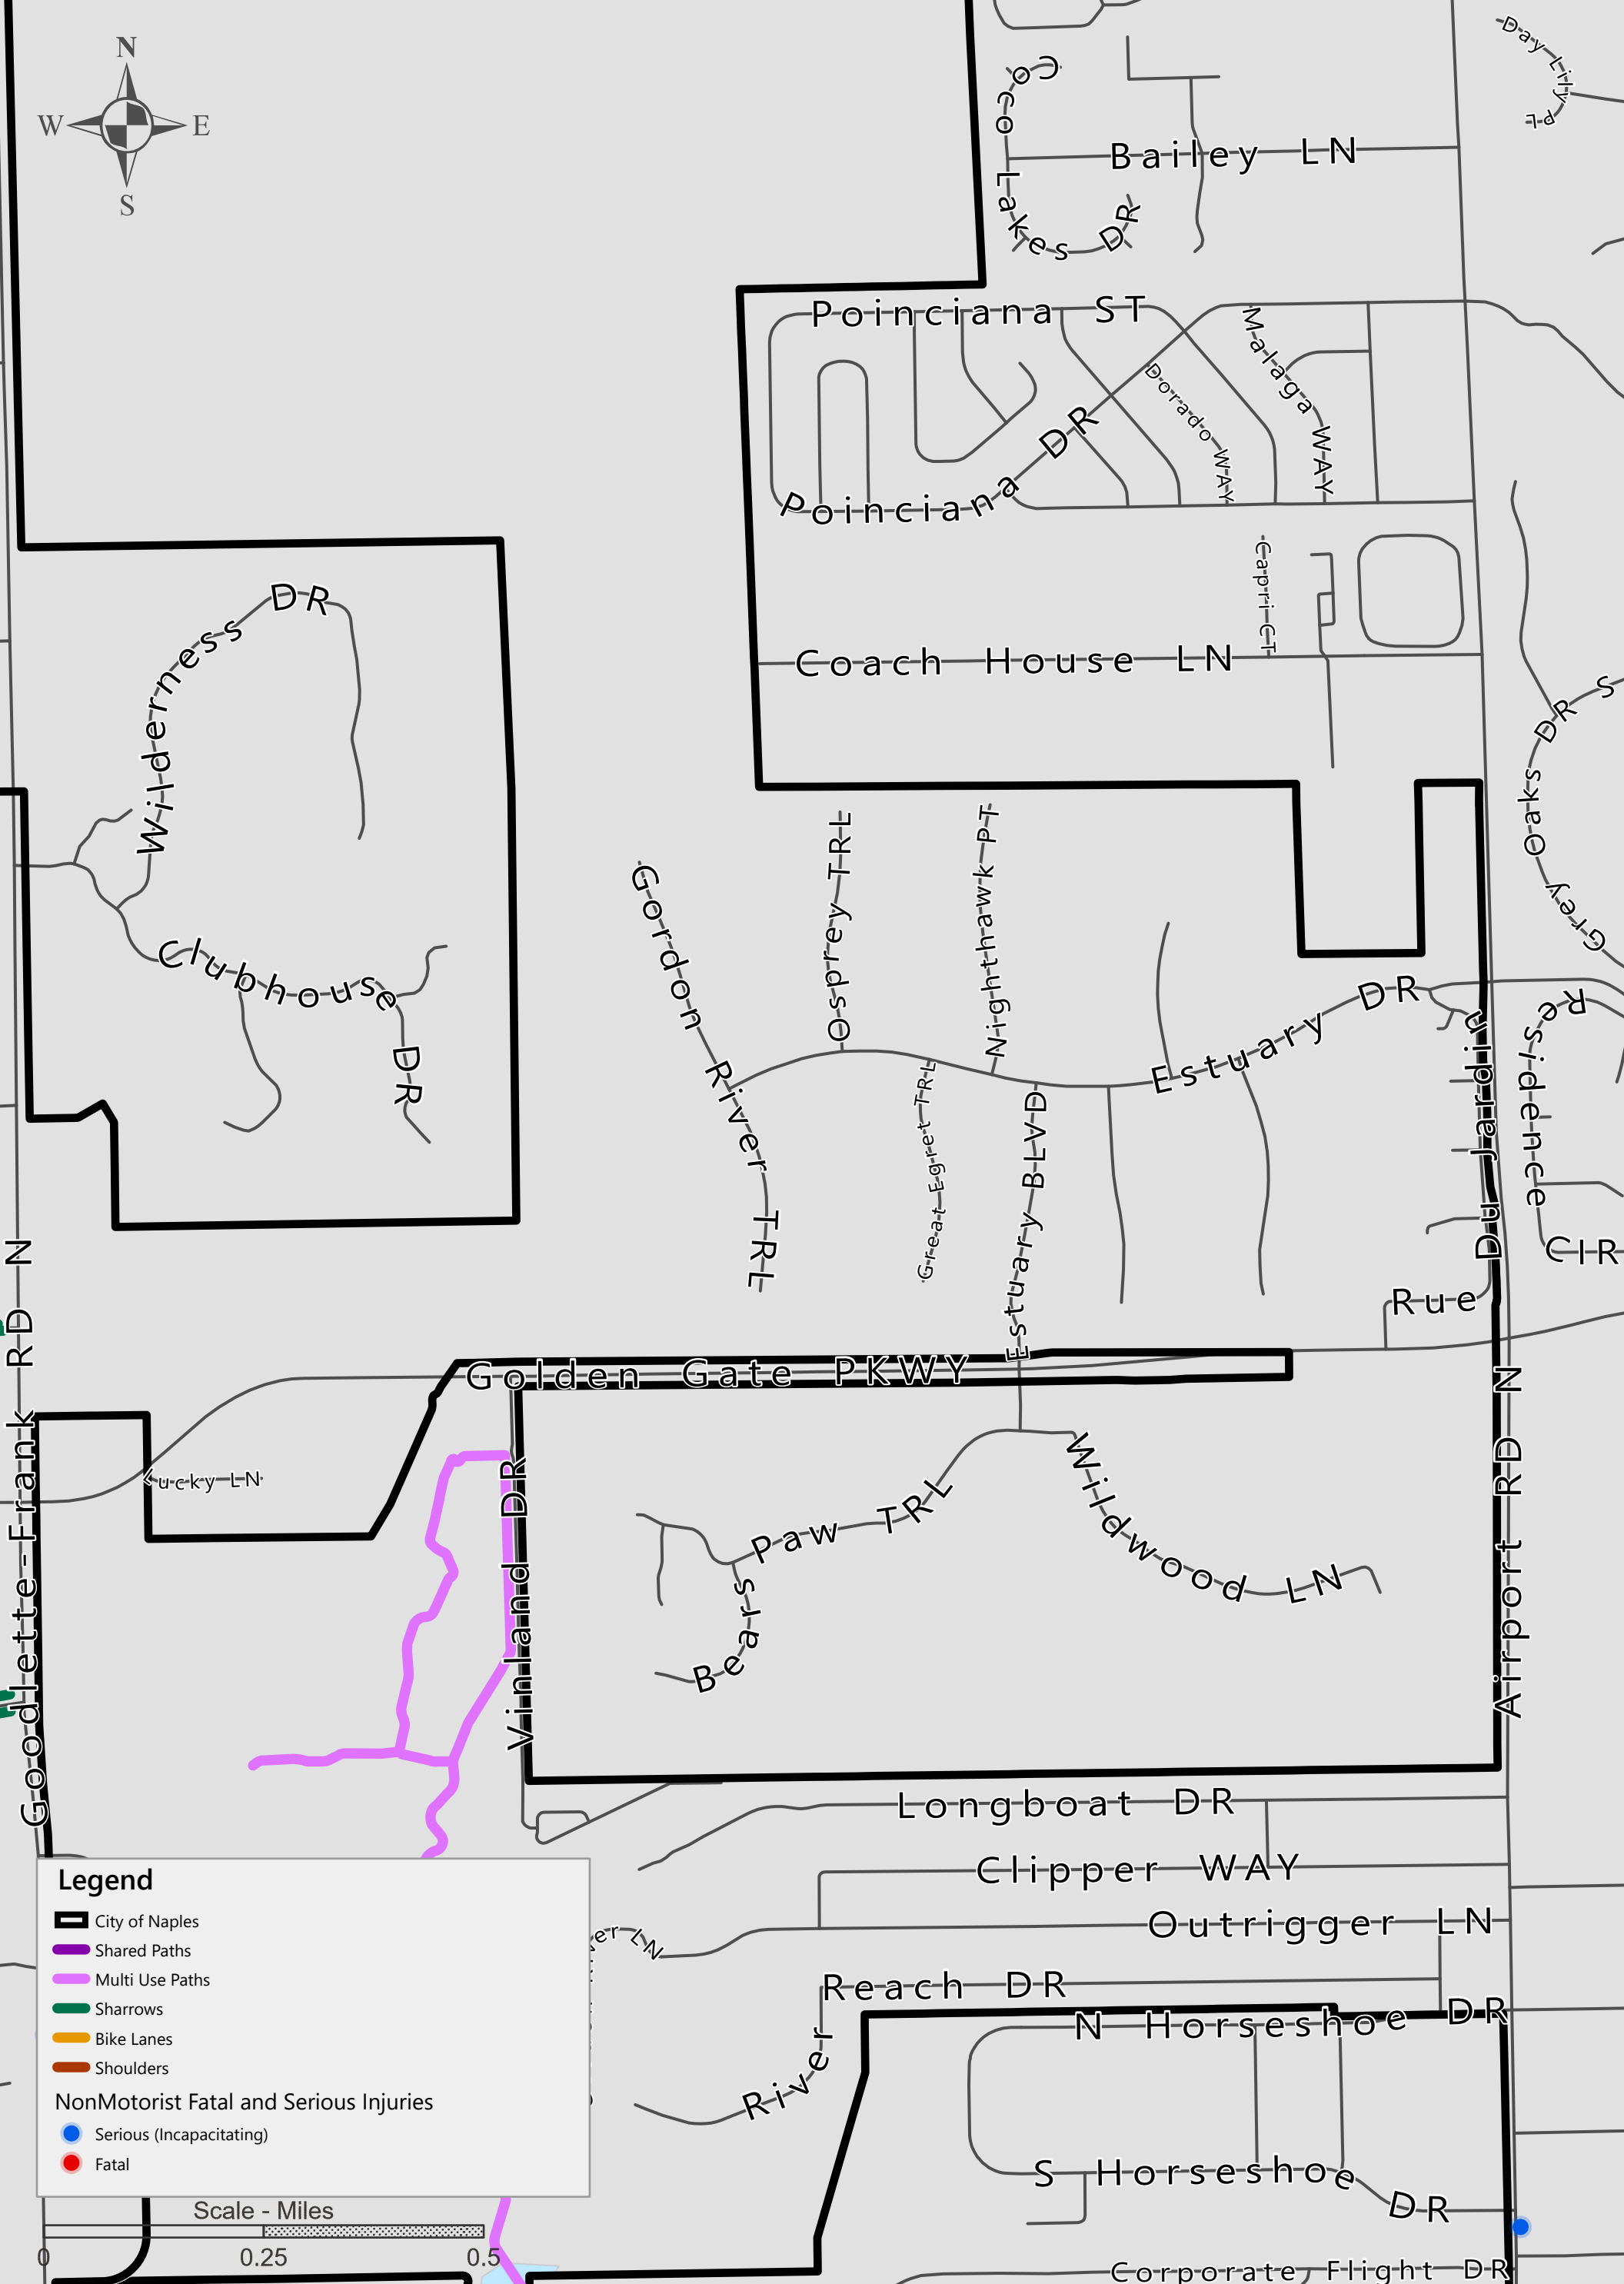 N
W E
S
Day Lily PL
Coco Lakes DR
Bailey LN
Poinciana ST
Malaga WAY
Dorado WAY
Poinciana DR
Capri CT
Coach House LN
Wilderness DR
Grey Oaks DR S
Clubhouse DR
Gordon River TRL
Osprey TRL
Nighthawk PT
Estuary DR
Great Egret TRL
Estuary BLVD
Rue Du Jardin
Residence CIR
Golden Gate PKWY
Goodlette-Frank RD N
Lucky LN
Vinland DR
Bears Paw TRL
Wildwood LN
Airport RD N
Longboat DR
Clipper WAY
Outrigger LN
LN
River Reach DR
N Horseshoe DR
S Horseshoe DR
Corporate Flight DR
Legend
City of Naples
Shared Paths
Multi Use Paths
Sharrows
Bike Lanes
Shoulders
NonMotorist Fatal and Serious Injuries
Serious (Incapacitating)
Fatal
Scale - Miles
0 0.25 0.5